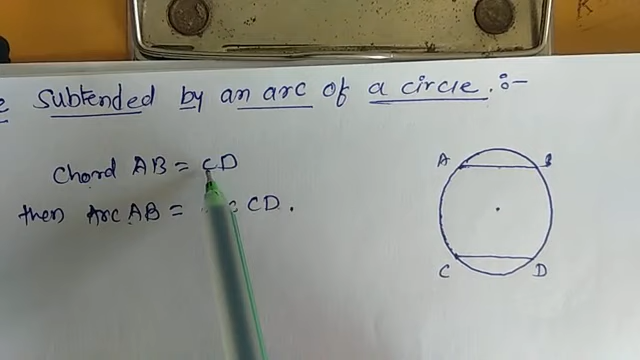 Subtended by an arc of a circle :-
Chord AB = CD
then Arc AB = CD.
A B
C D